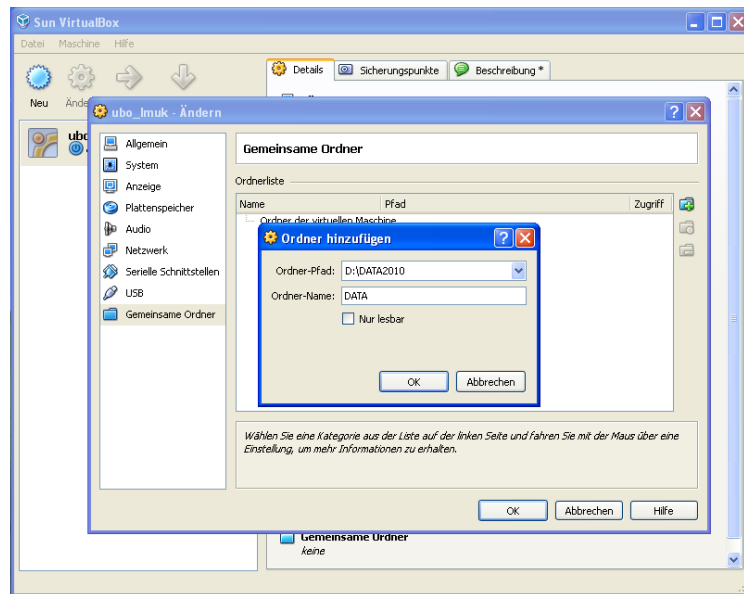 Sun VirtualBox
Datei Maschine Hilfe
Neu
Details Sicherungspunkte Beschreibung *
ubo_lmuk - Ändern
Allgemein
System
Anzeige
Plattenspeicher
Audio
Netzwerk
Serielle Schnittstellen
USB
Gemeinsame Ordner
Gemeinsame Ordner
Ordnerliste
Name Pfad Zugriff
Ordner der virtuellen Maschine
Ordner hinzufügen
Ordner-Pfad: D:\DATA2010
Ordner-Name: DATA
Nur lesbar
OK Abbrechen
Wählen Sie eine Kategorie aus der Liste auf der linken Seite und fahren Sie mit der Maus über eine
Einstellung, um mehr Informationen zu erhalten.
OK Abbrechen Hilfe
Gemeinsame Ordner
keine